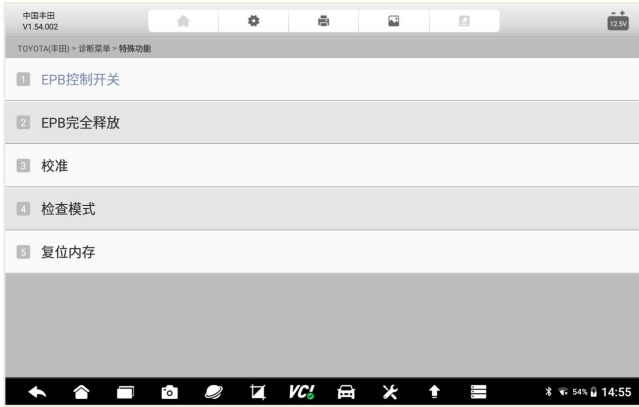 中国丰田
V1.54.002
12.5V
TOYOTA(丰田) > 诊断菜单 > 特殊功能
1 EPB控制开关
2 EPB完全释放
3 校准
4 检查模式
5 复位内存
VC! 54% 14:55